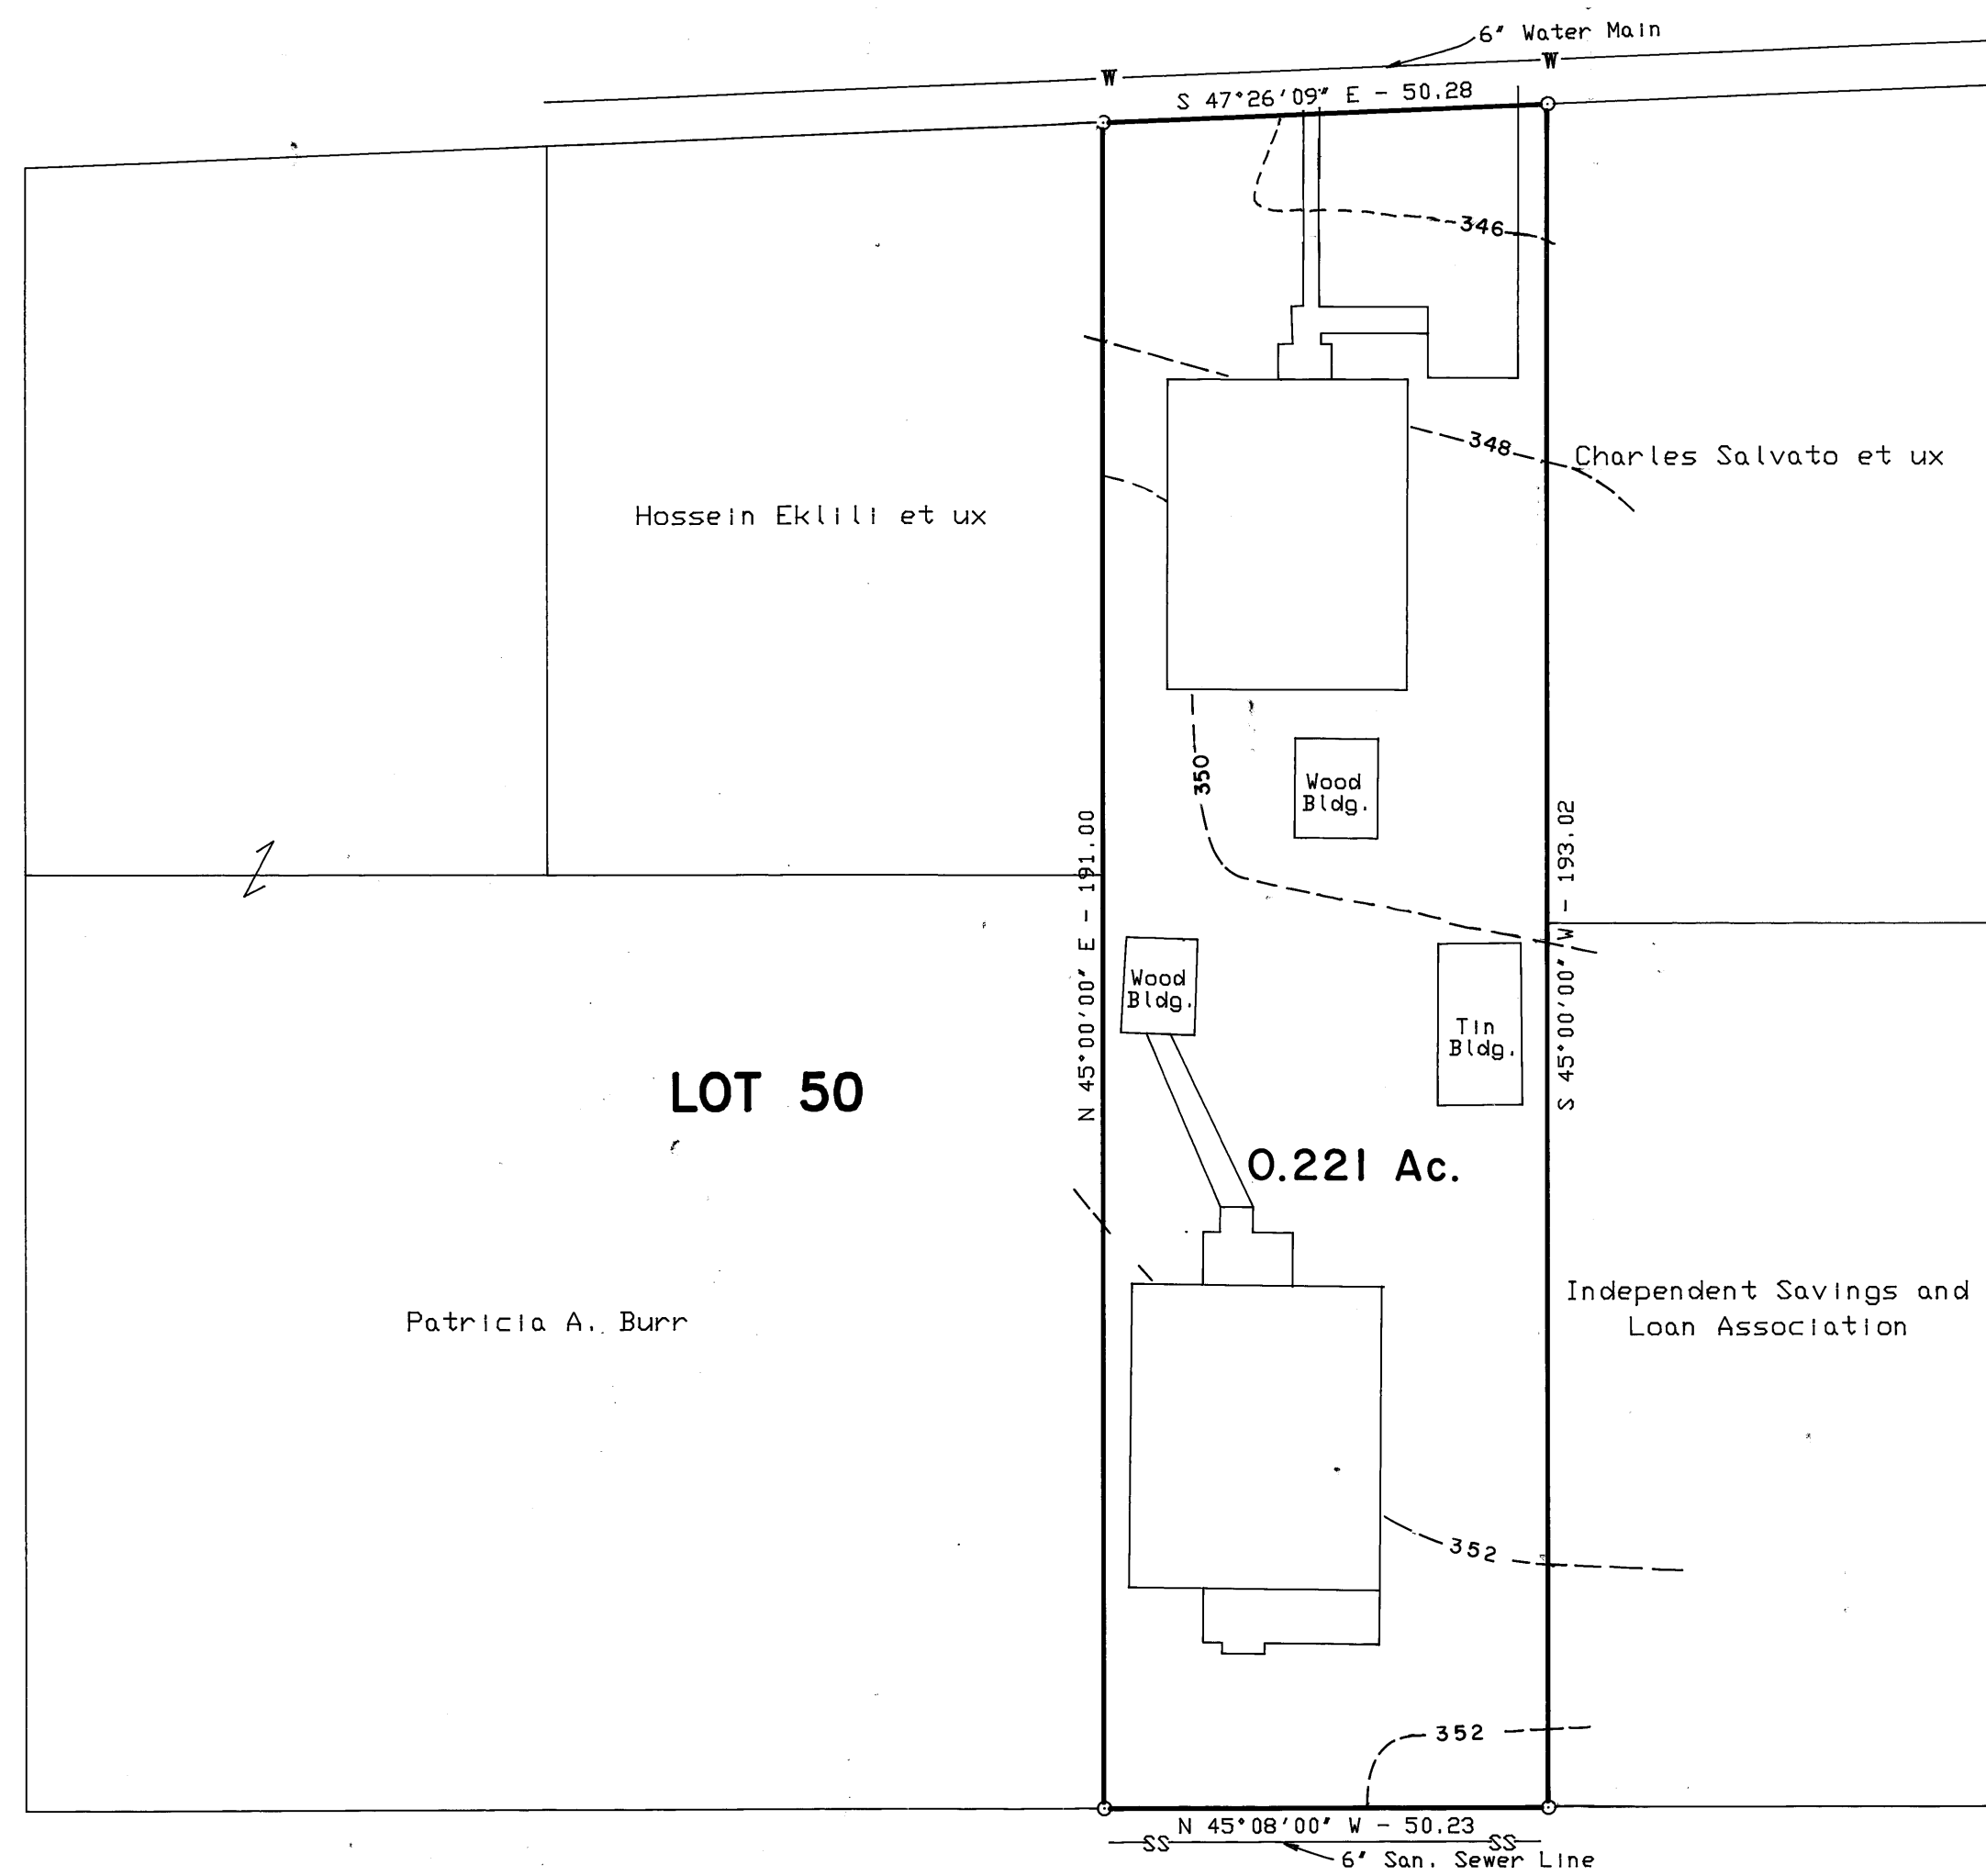 6" Water Main
W
W
S 47°26'09" E - 50.28
346
348
Charles Salvato et ux
Hossein Eklili et ux
350
Wood
Bldg.
N 45°00'00" E - 191.00
S 45°00'00" W - 193.02
Wood
Bldg.
Tin
Bldg.
LOT 50
0.221 Ac.
Independent Savings and
Loan Association
Patricia A. Burr
352
352
N 45°08'00" W - 50.23
SS
SS
6" San. Sewer Line